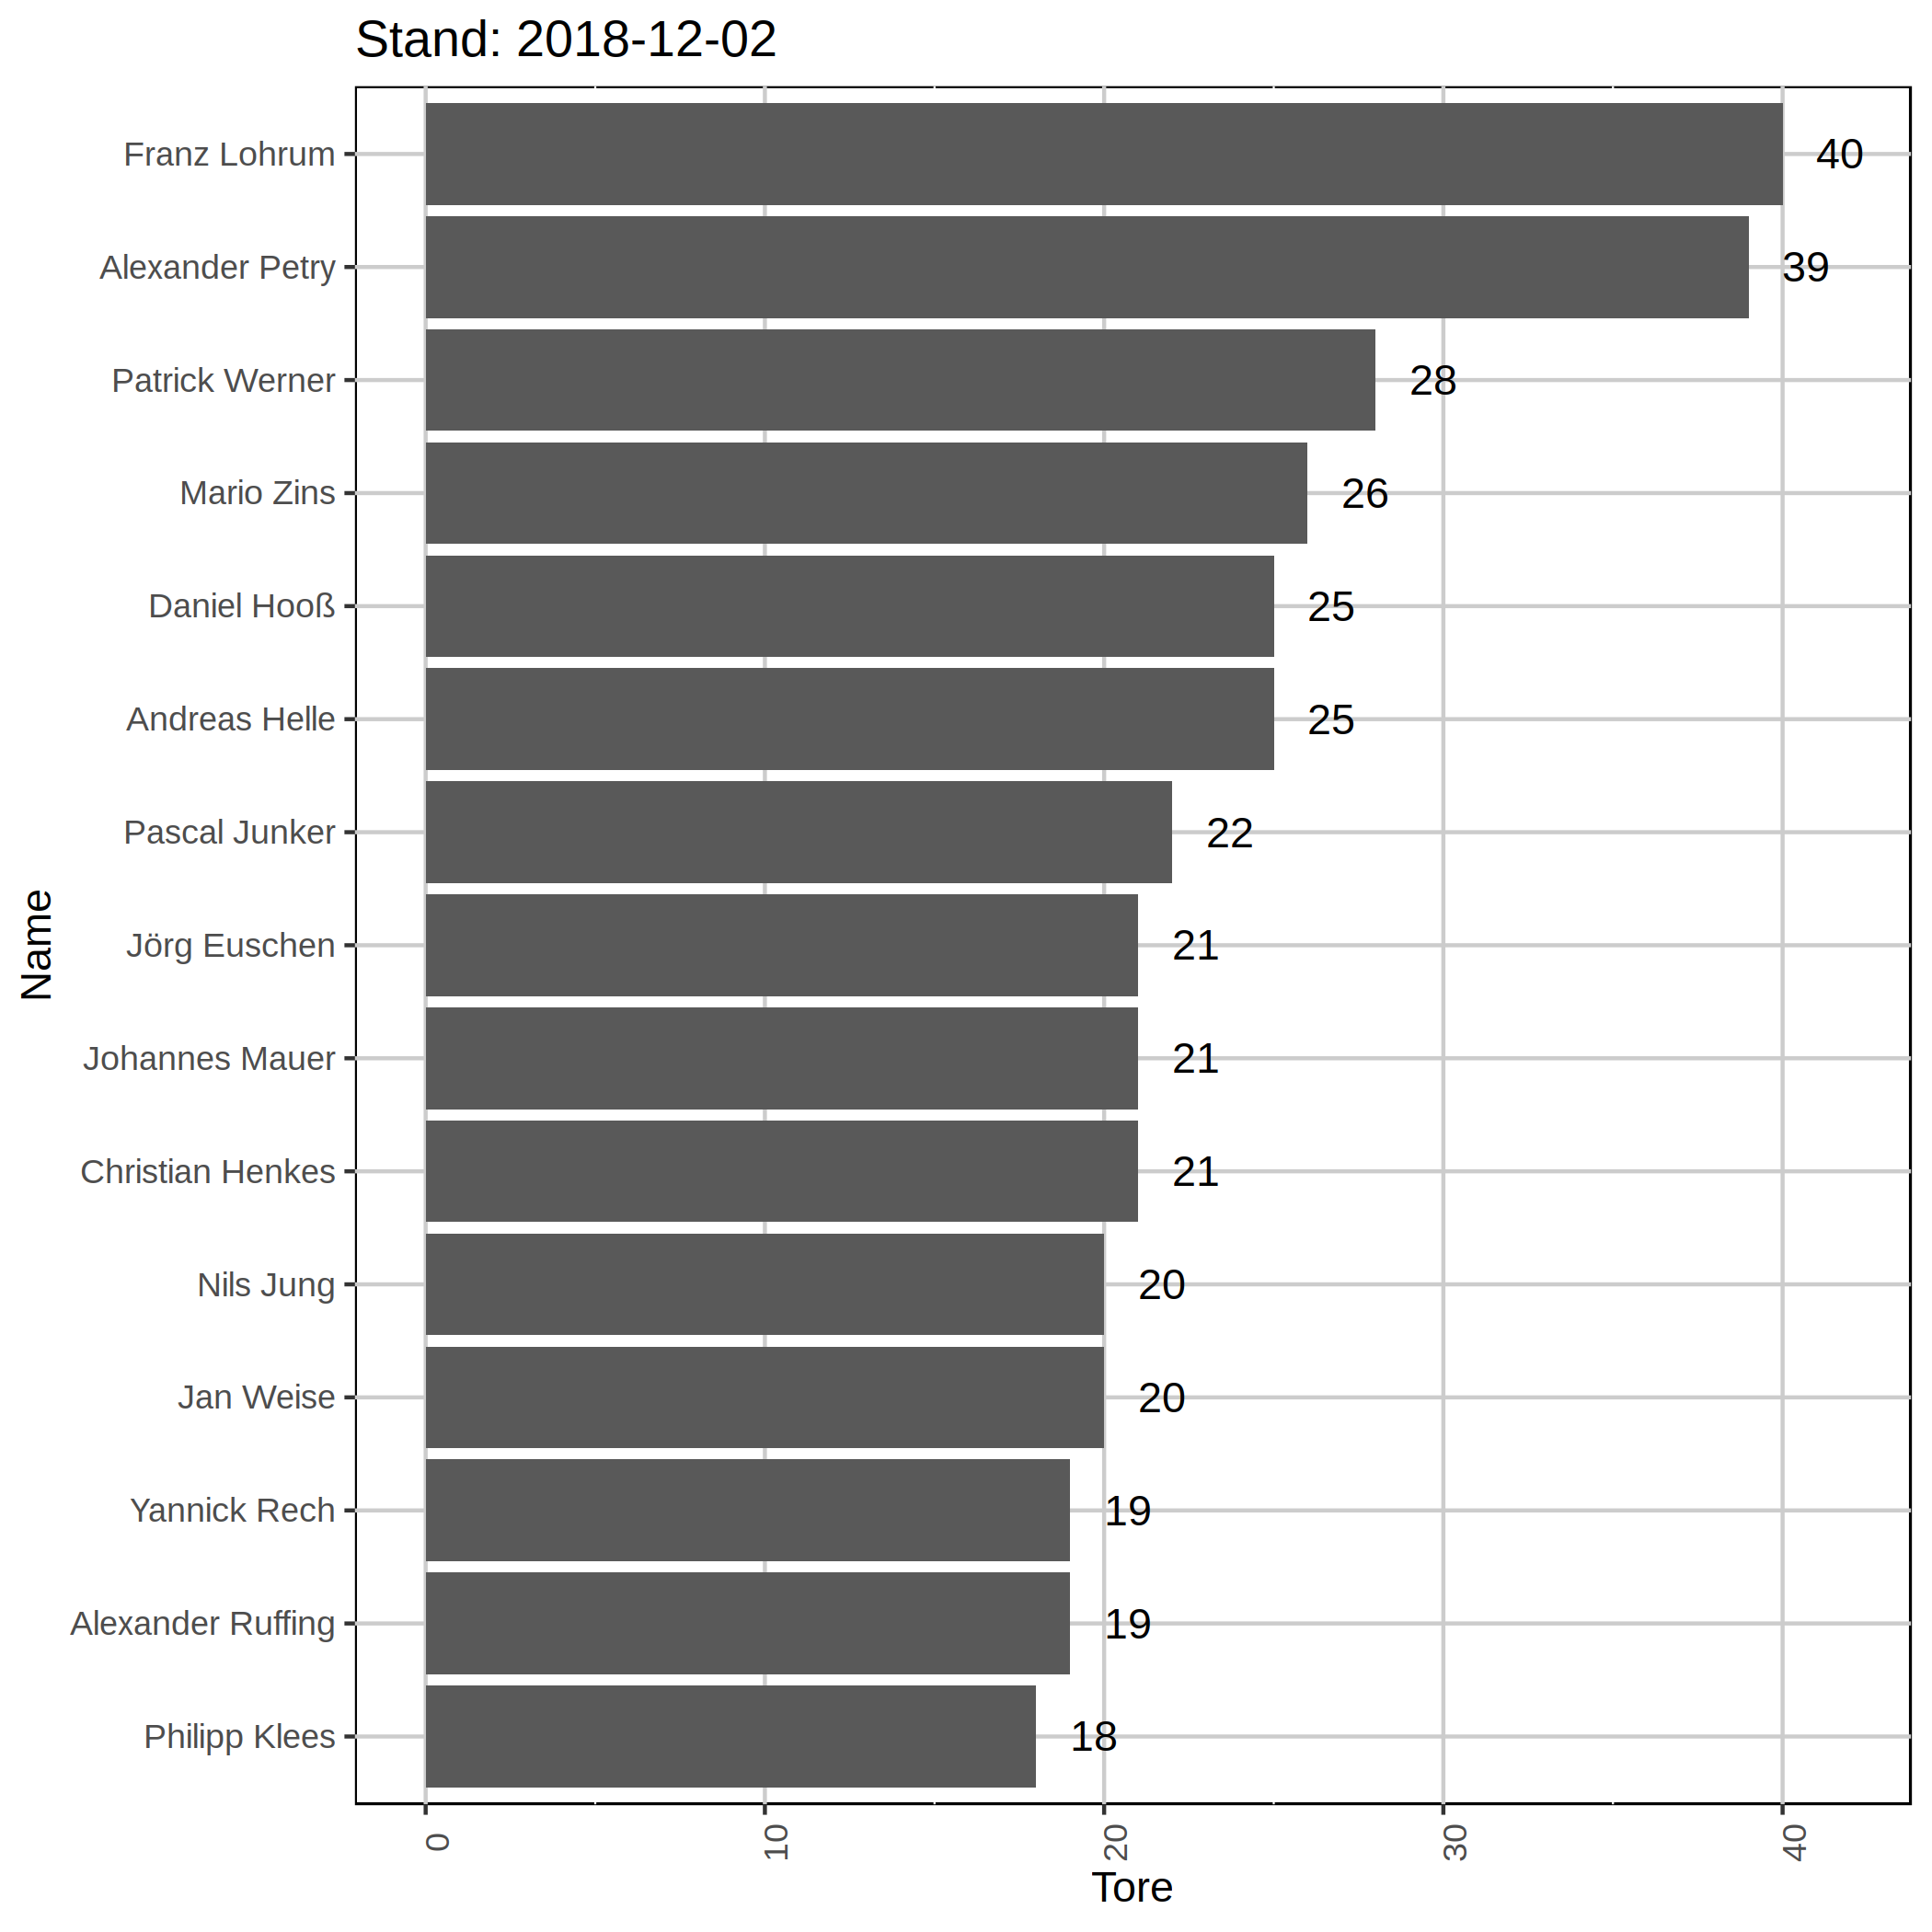 Stand: 2018-12-02
Franz Lohrum 40
Alexander Petry 39
Patrick Werner 28
Mario Zins 26
Daniel Hooß 25
Andreas Helle 25
Pascal Junker 22
Jörg Euschen 21
Johannes Mauer 21
Christian Henkes 21
Nils Jung 20
Jan Weise 20
Yannick Rech 19
Alexander Ruffing 19
Philipp Klees 18
Name
0 10 20 30 40
Tore